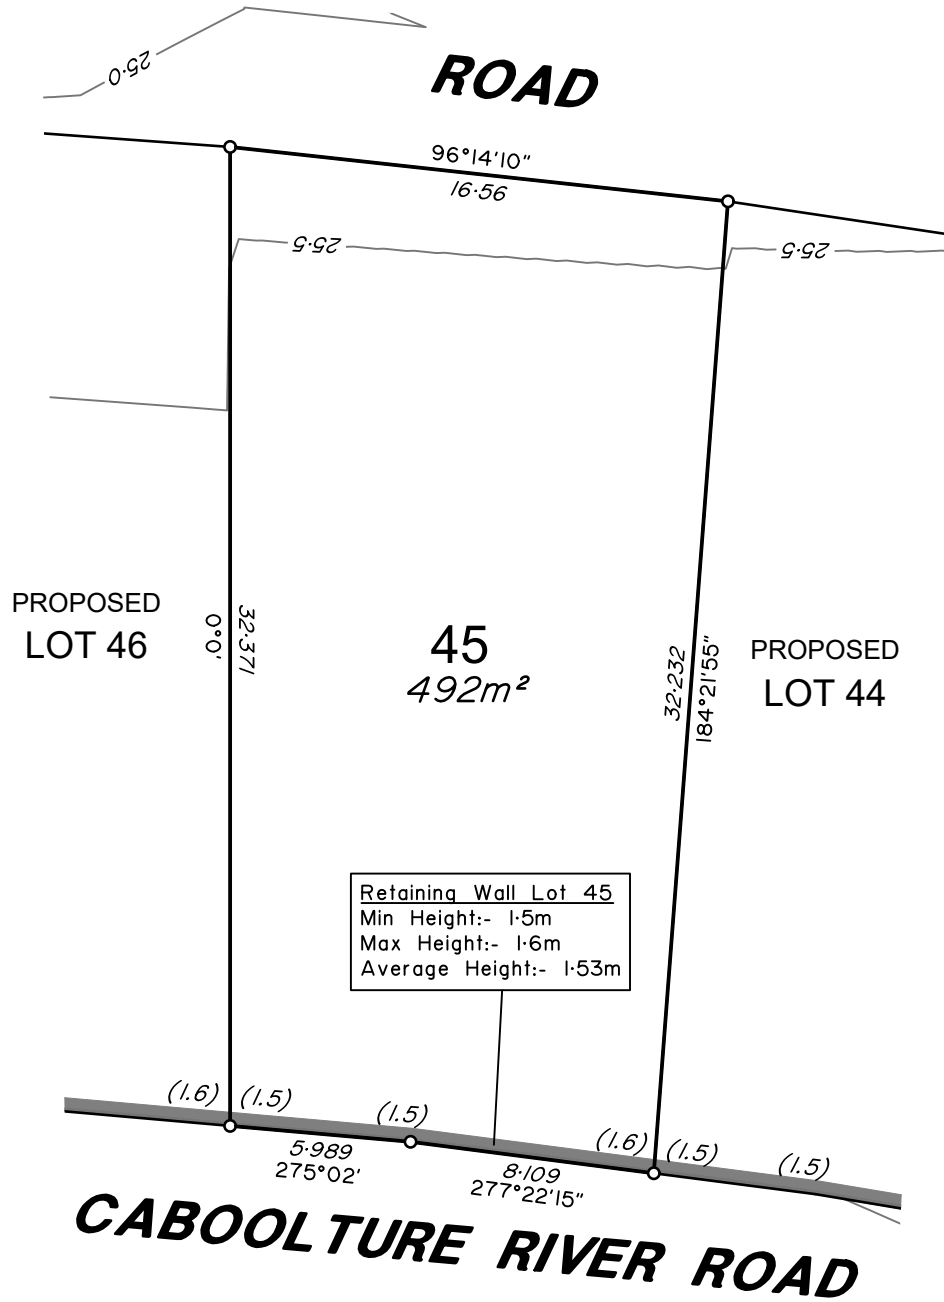 25·0
ROAD
96°14'10"
16·56
25·5
25·5
PROPOSED
LOT 46
0°0'
32·371
45
492m²
32·232
184°21'55"
PROPOSED
LOT 44
Retaining Wall Lot 45
Min Height:- 1·5m
Max Height:- 1·6m
Average Height:- 1·53m
(1.6)
(1.5)
(1.5)
(1.6)
(1.5)
(1.5)
5·989
275°02'
8·109
277°22'15"
CABOOLTURE RIVER ROAD